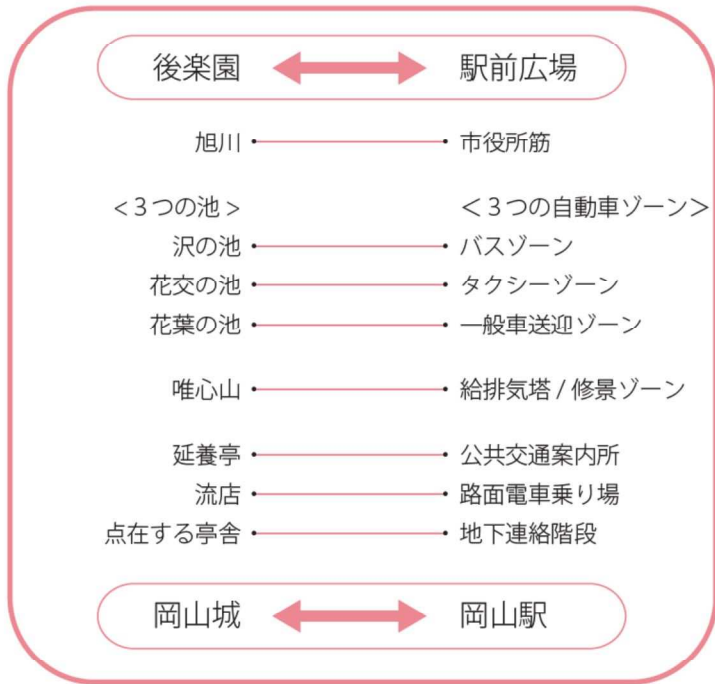 後楽園 駅前広場
旭川 市役所筋
<３つの池> <３つの自動車ゾーン>
沢の池 バスゾーン
花交の池 タクシーゾーン
花葉の池 一般車送迎ゾーン
唯心山 給排気塔 / 修景ゾーン
延養亭 公共交通案内所
流店 路面電車乗り場
点在する亭舎 地下連絡階段
岡山城 岡山駅